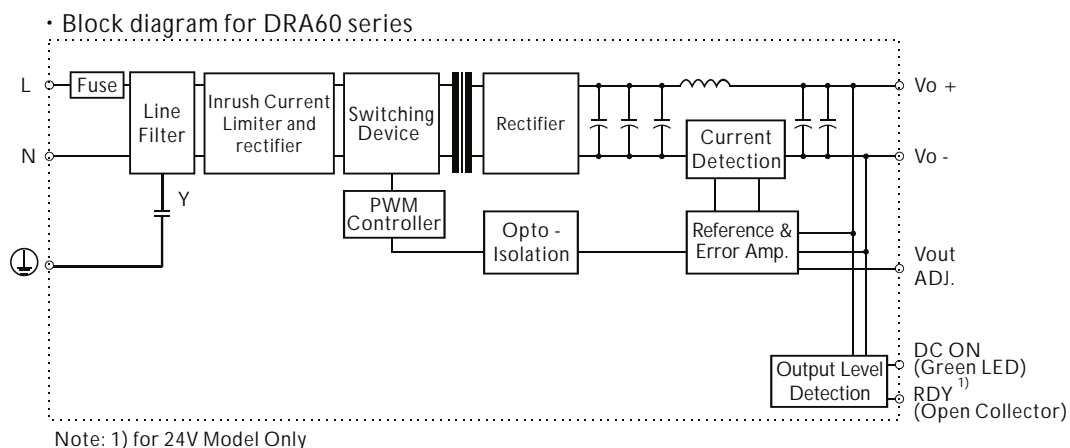 · Block diagram for DRA60 series
L
Fuse
Line
Filter
Inrush Current
Limiter and
rectifier
Switching
Device
Rectifier
Current
Detection
Vo +
N
Vo -
Y
PWM
Controller
Opto -
Isolation
Reference &
Error Amp.
Vout
ADJ.
Output Level
Detection
DC ON
(Green LED)
RDY 1)
(Open Collector)
Note: 1) for 24V Model Only